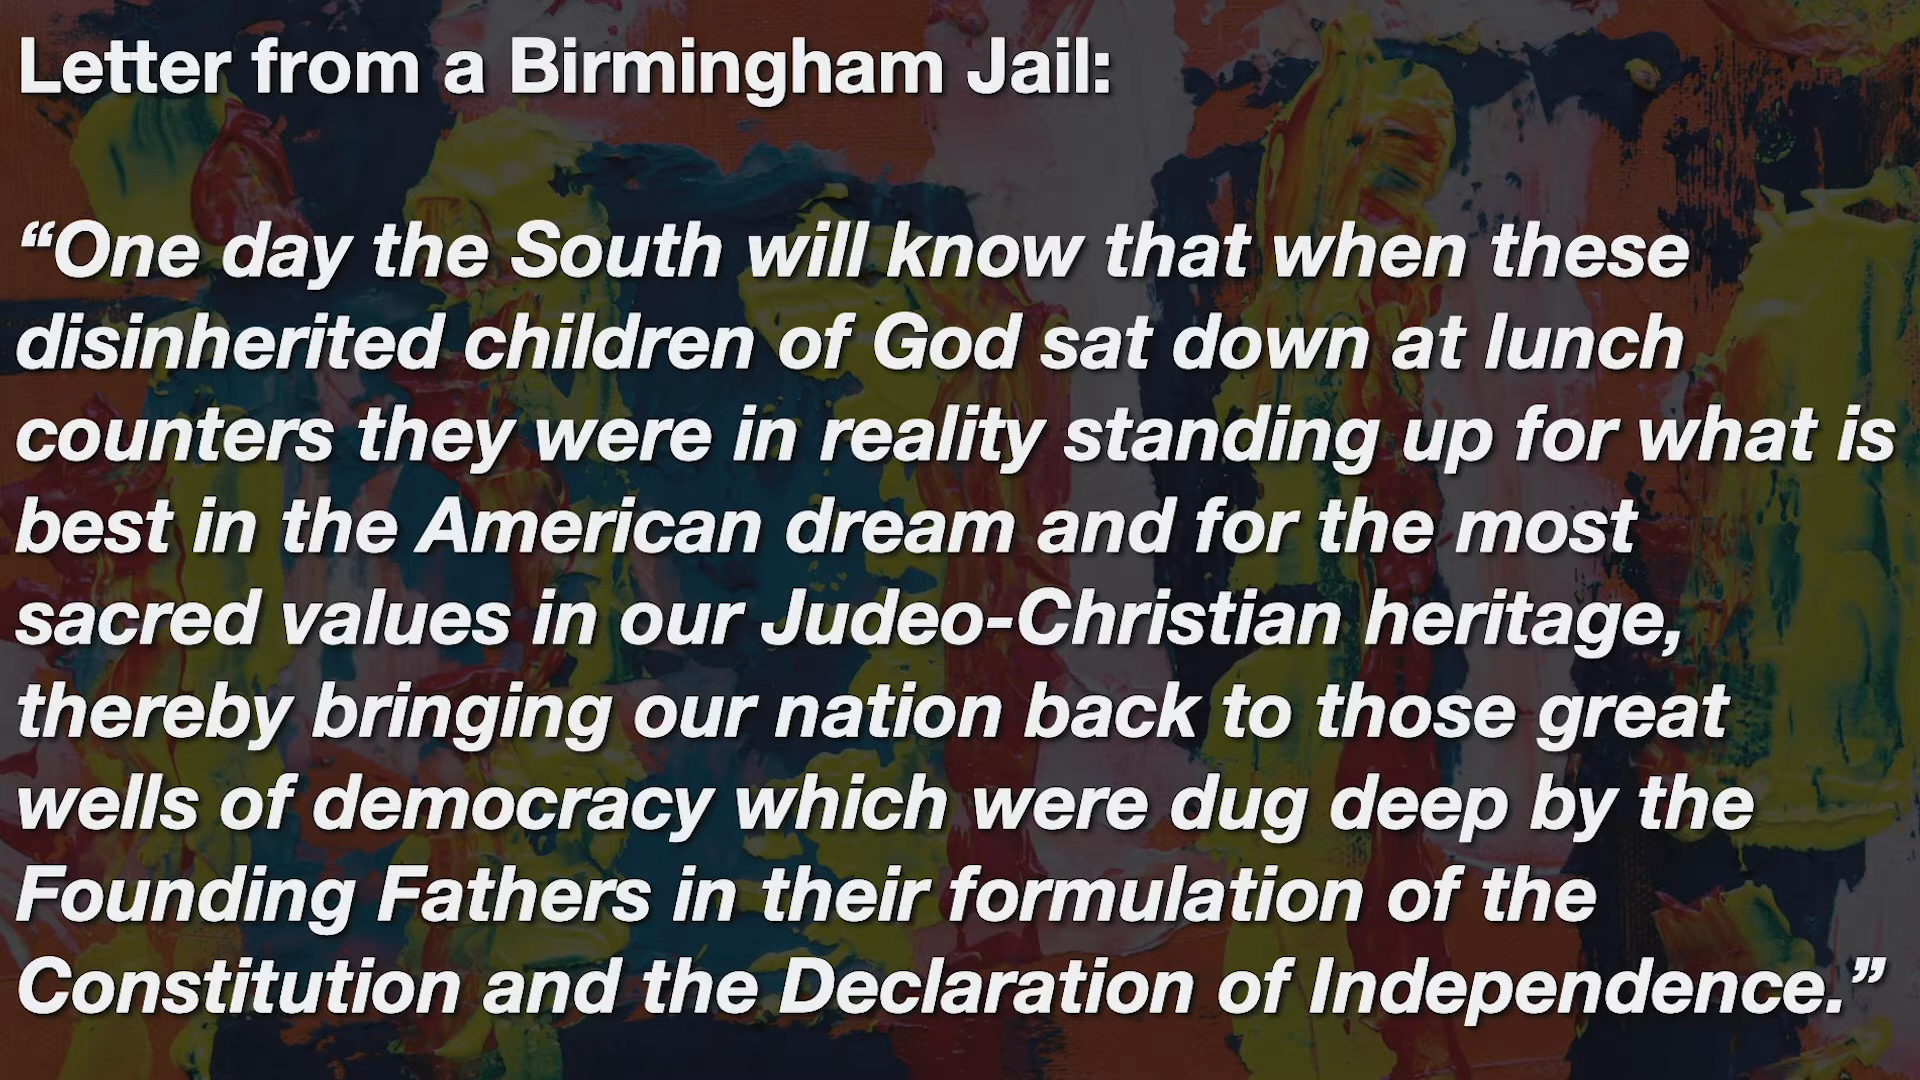 Letter from a Birmingham Jail:
“One day the South will know that when these
disinherited children of God sat down at lunch
counters they were in reality standing up for what is
best in the American dream and for the most
sacred values in our Judeo-Christian heritage,
thereby bringing our nation back to those great
wells of democracy which were dug deep by the
Founding Fathers in their formulation of the
Constitution and the Declaration of Independence.”